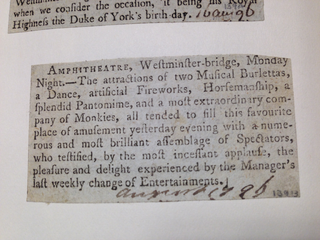 when we consider the occasion, it being his Royal
Highness the Duke of York's birth-day.
AMPHITHEATRE, Westminster-bridge, Monday
Night.—The attractions of two Musical Burlettas,
a Dance, artificial Fireworks, Horsemanship, a
splendid Pantomime, and a most extraordinary com-
pany of Monkies, all tended to fill this favourite
place of amusement yesterday evening with a nume-
rous and most brilliant assemblage of Spectators,
who testified, by the most incessant applause, the
pleasure and delight experienced by the Manager's
last weekly change of Entertainments.